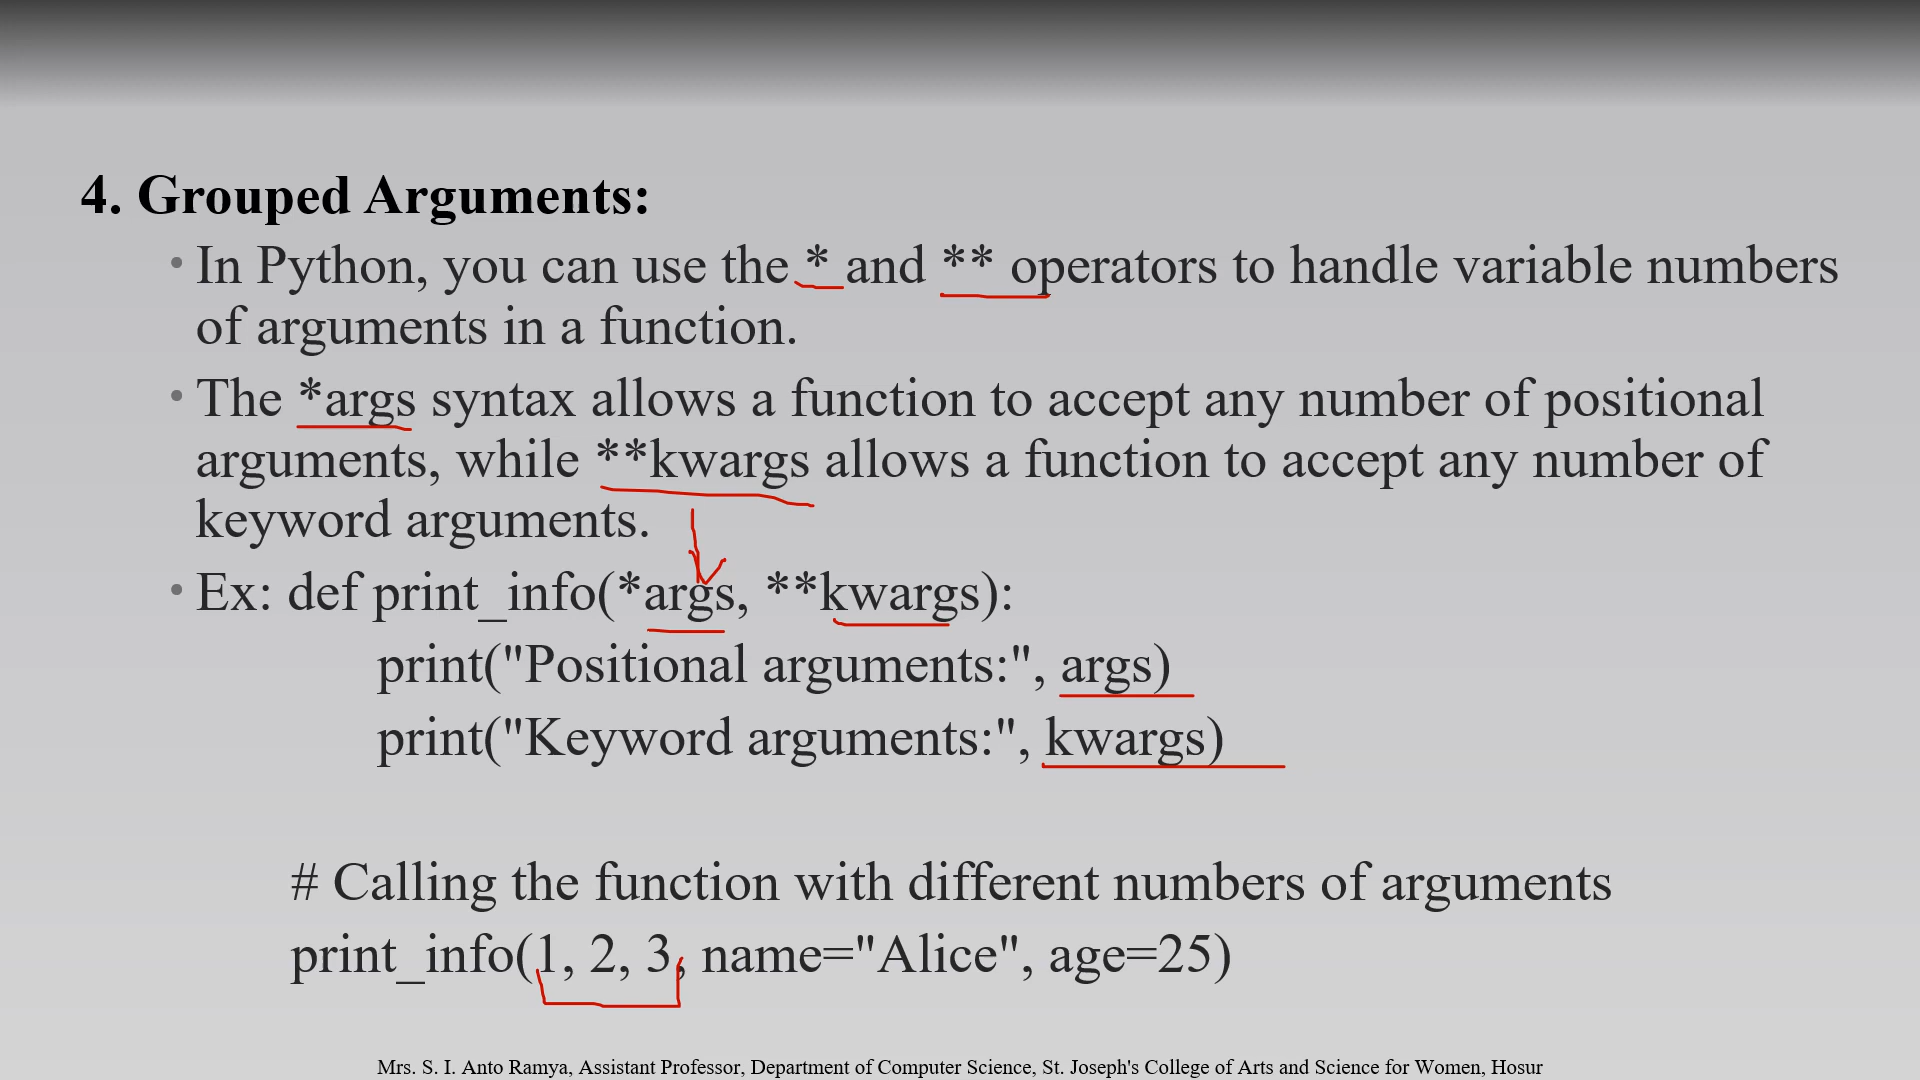 4. Grouped Arguments:
• In Python, you can use the * and ** operators to handle variable numbers
of arguments in a function.
• The *args syntax allows a function to accept any number of positional
arguments, while **kwargs allows a function to accept any number of
keyword arguments.
• Ex: def print_info(*args, **kwargs):
print("Positional arguments:", args)
print("Keyword arguments:", kwargs)
# Calling the function with different numbers of arguments
print_info(1, 2, 3, name="Alice", age=25)
Mrs. S. I. Anto Ramya, Assistant Professor, Department of Computer Science, St. Joseph's College of Arts and Science for Women, Hosur